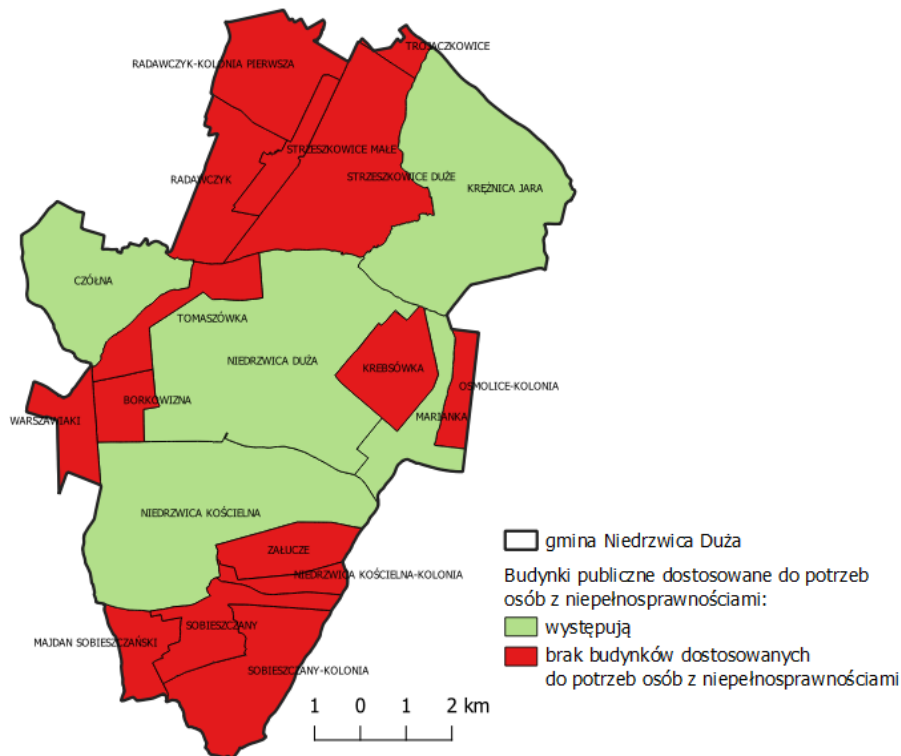 TROJACZKOWICE
RADAWCZYK-KOLONIA PIERWSZA
STRZESZKOWICE MAŁE
RADAWCZYK
STRZESZKOWICE DUŻE
KRĘŻNICA JARA
CZÓŁNA
TOMASZÓWKA
NIEDRZWICA DUŻA
KREBSÓWKA
OSMOLICE-KOLONIA
BORKOWIZNA
MARIANKA
WARSZAWIAKI
NIEDRZWICA KOŚCIELNA
ZAŁUCZE
NIEDRZWICA KOŚCIELNA-KOLONIA
SOBIESZCZANY
MAJDAN SOBIESZCZAŃSKI
SOBIESZCZANY-KOLONIA
gmina Niedrzwica Duża
Budynki publiczne dostosowane do potrzeb
osób z niepełnosprawnościami:
występują
brak budynków dostosowanych
do potrzeb osób z niepełnosprawnościami
1 0 1 2 km